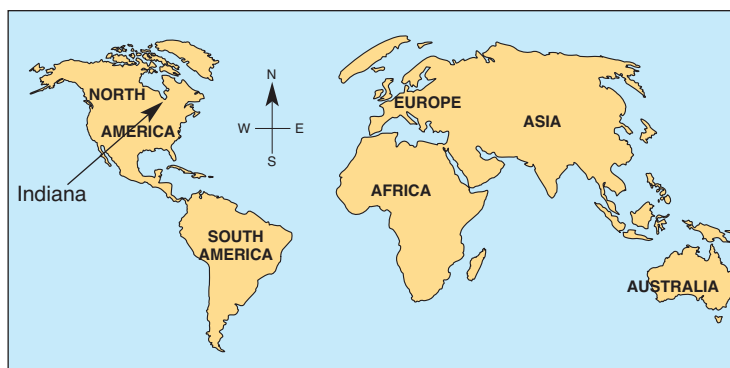 NORTH
AMERICA
Indiana
N
W E
S
EUROPE
ASIA
AFRICA
SOUTH
AMERICA
AUSTRALIA